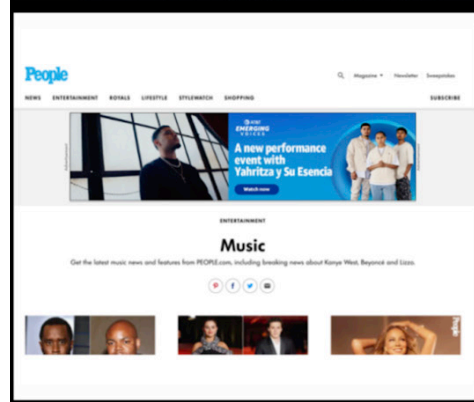 People
Magazine Newsletter Sweepstakes
NEWS ENTERTAINMENT ROYALS LIFESTYLE STYLEWATCH SHOPPING SUBSCRIBE
AT&T
EMERGING
VOICES
A new performance
event with
Yahritza y Su Esencia
Watch now
ENTERTAINMENT
Music
Get the latest music news and features from PEOPLE.com, including breaking news about Kanye West, Beyoncé and Lizzo.
People